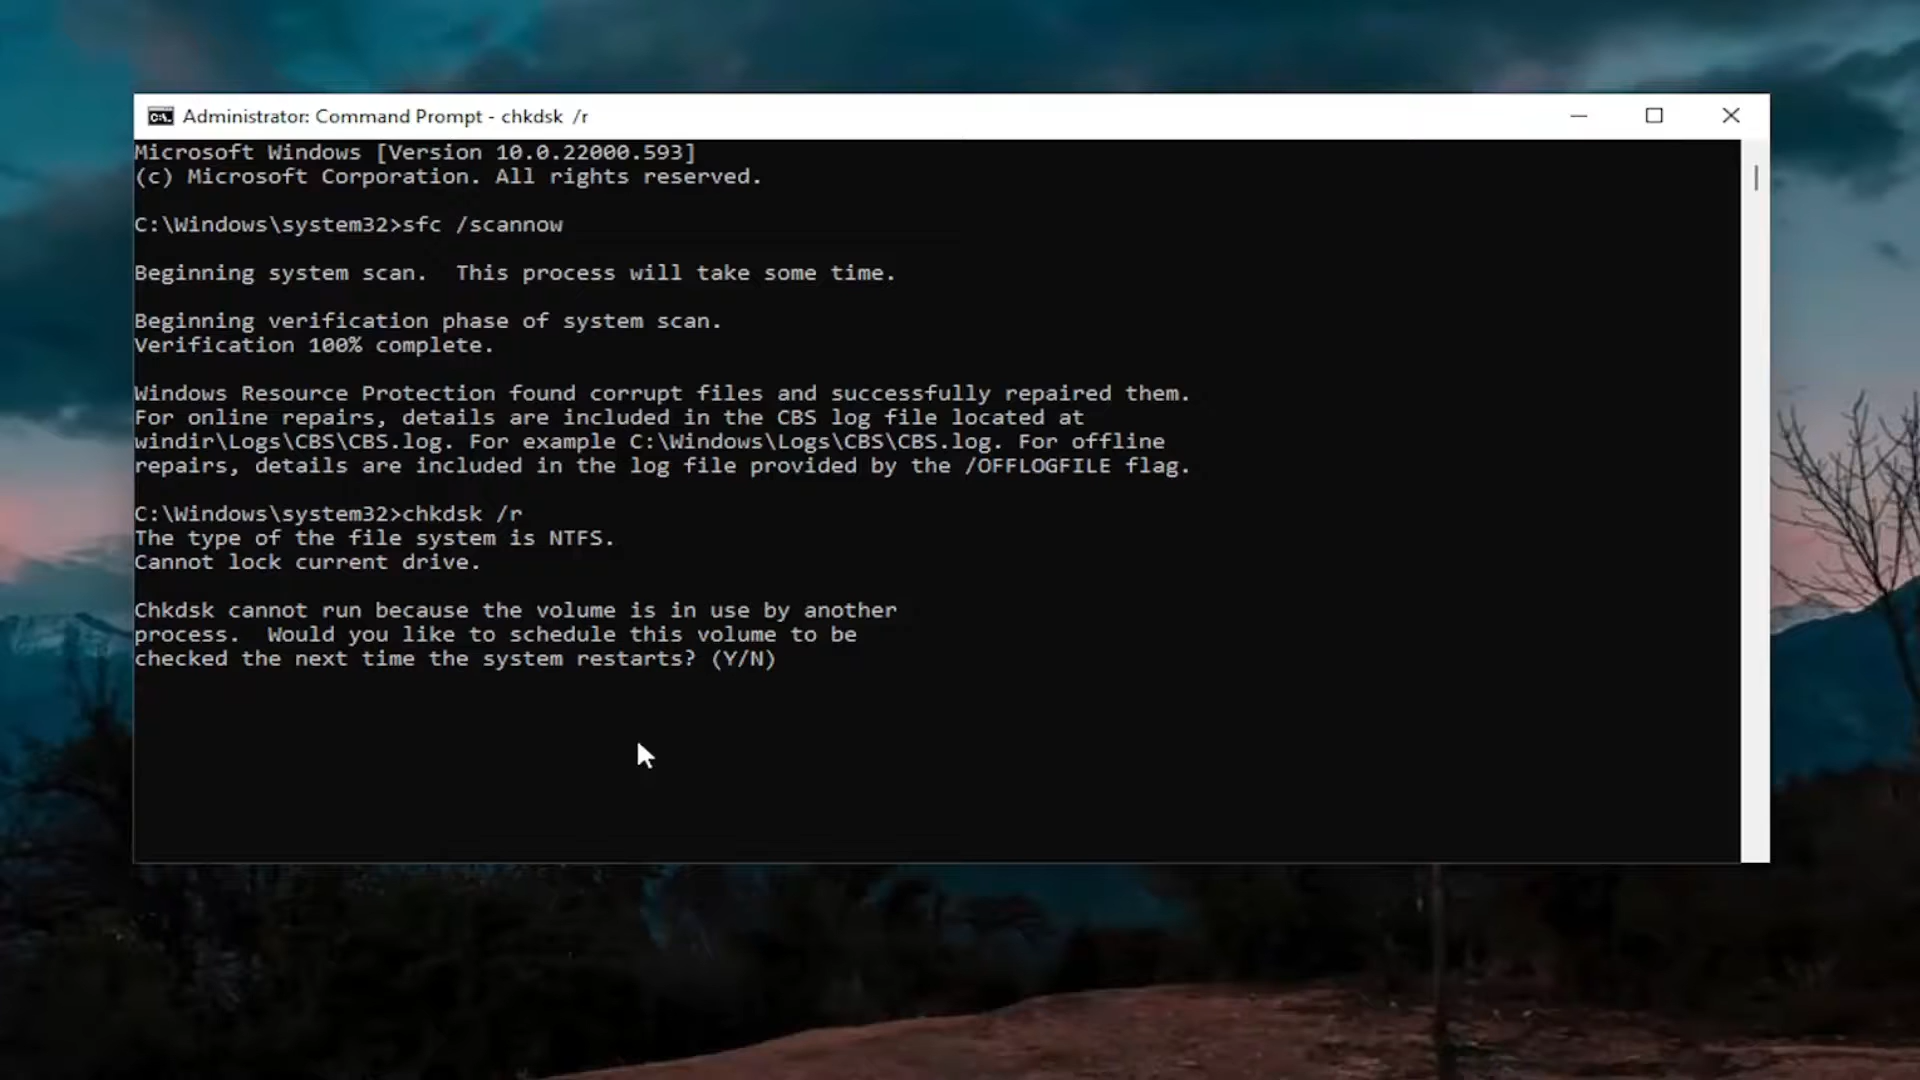 Administrator: Command Prompt - chkdsk /r
Microsoft Windows [Version 10.0.22000.593]
(c) Microsoft Corporation. All rights reserved.
C:\Windows\system32>sfc /scannow
Beginning system scan.  This process will take some time.
Beginning verification phase of system scan.
Verification 100% complete.
Windows Resource Protection found corrupt files and successfully repaired them.
For online repairs, details are included in the CBS log file located at
windir\Logs\CBS\CBS.log. For example C:\Windows\Logs\CBS\CBS.log. For offline
repairs, details are included in the log file provided by the /OFFLOGFILE flag.
C:\Windows\system32>chkdsk /r
The type of the file system is NTFS.
Cannot lock current drive.
Chkdsk cannot run because the volume is in use by another
process.  Would you like to schedule this volume to be
checked the next time the system restarts? (Y/N)